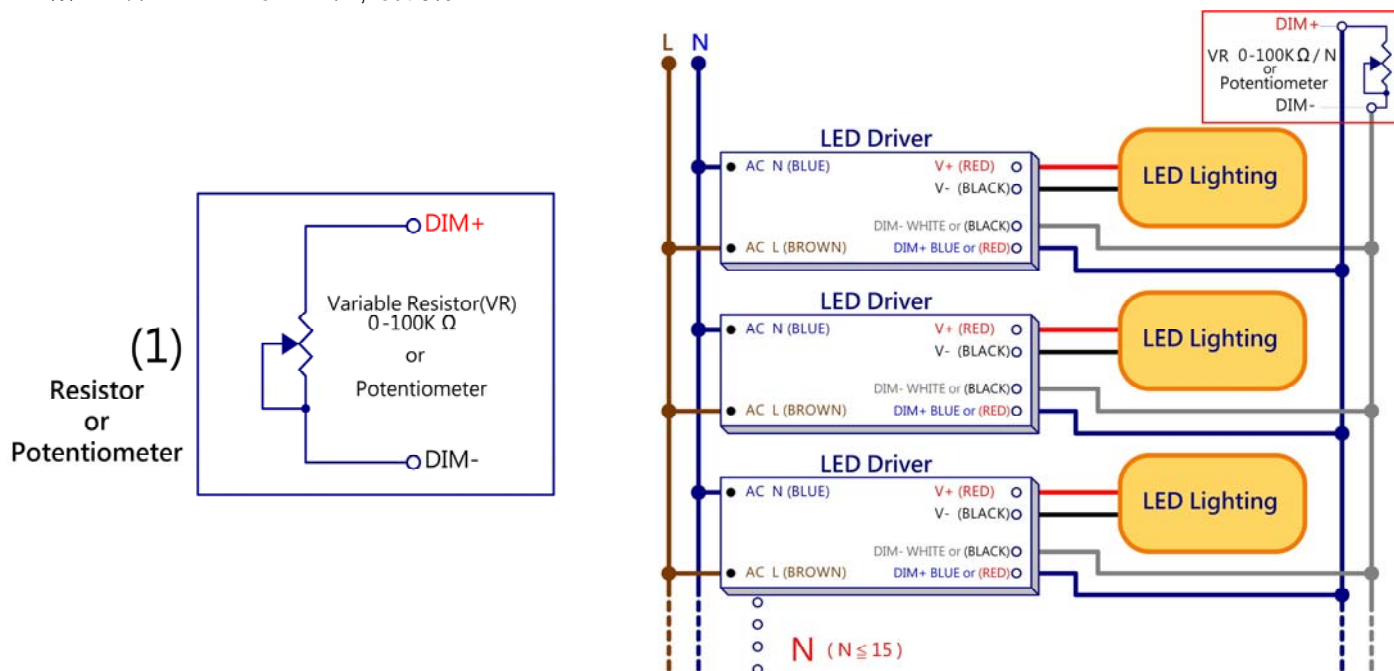 (1)
Resistor
or
Potentiometer
DIM+
Variable Resistor(VR)
0-100K Ω
or
Potentiometer
DIM-
L N
DIM+
VR 0-100KΩ/N
or
Potentiometer
DIM-
LED Driver
AC N (BLUE)
V+ (RED)
V- (BLACK)
DIM- WHITE or (BLACK)
AC L (BROWN)
DIM+ BLUE or (RED)
LED Lighting
LED Driver
AC N (BLUE)
V+ (RED)
V- (BLACK)
DIM- WHITE or (BLACK)
AC L (BROWN)
DIM+ BLUE or (RED)
LED Lighting
LED Driver
AC N (BLUE)
V+ (RED)
V- (BLACK)
DIM- WHITE or (BLACK)
AC L (BROWN)
DIM+ BLUE or (RED)
LED Lighting
N (N≦15)